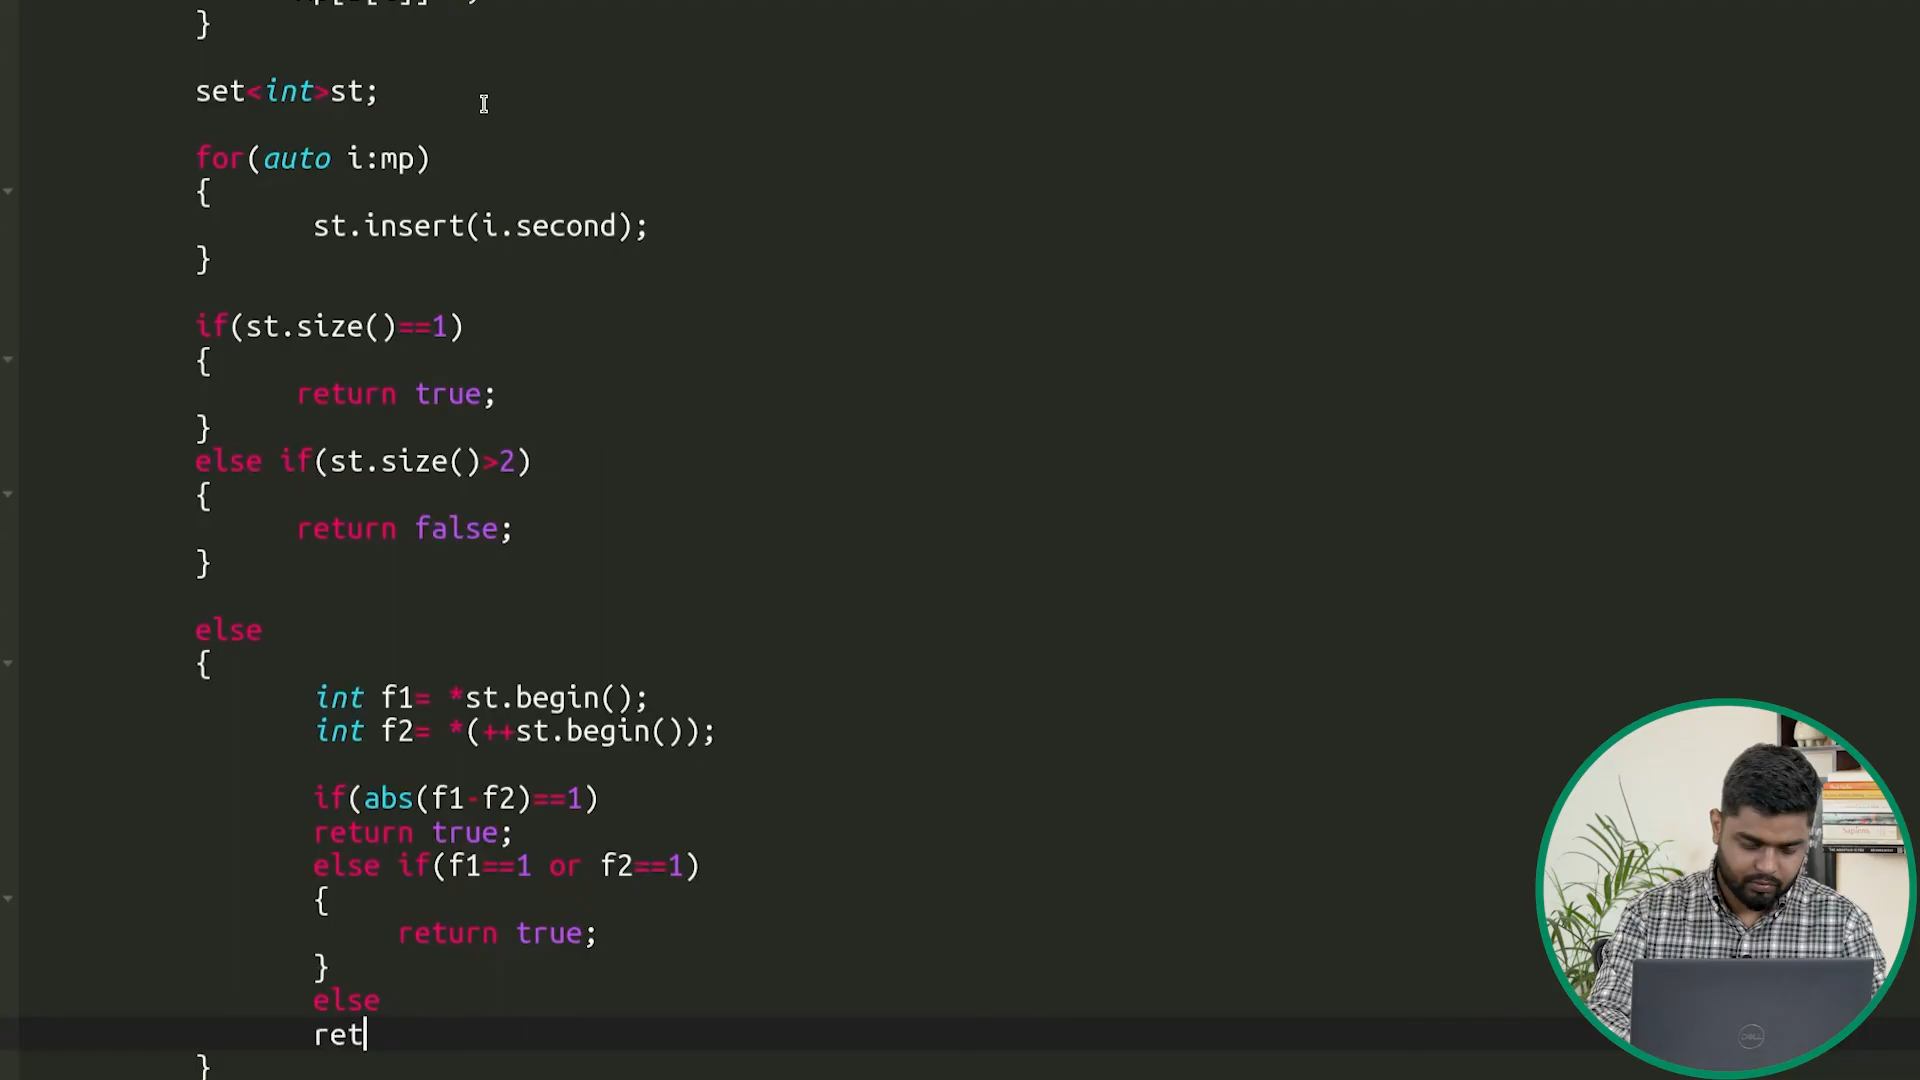 }
set<int>st;
for(auto i:mp)
{
st.insert(i.second);
}
if(st.size()==1)
{
return true;
}
else if(st.size()>2)
{
return false;
}
else
{
int f1= *st.begin();
int f2= *(++st.begin());
if(abs(f1-f2)==1)
return true;
else if(f1==1 or f2==1)
{
return true;
}
else
ret
}
Sapiens
DELL